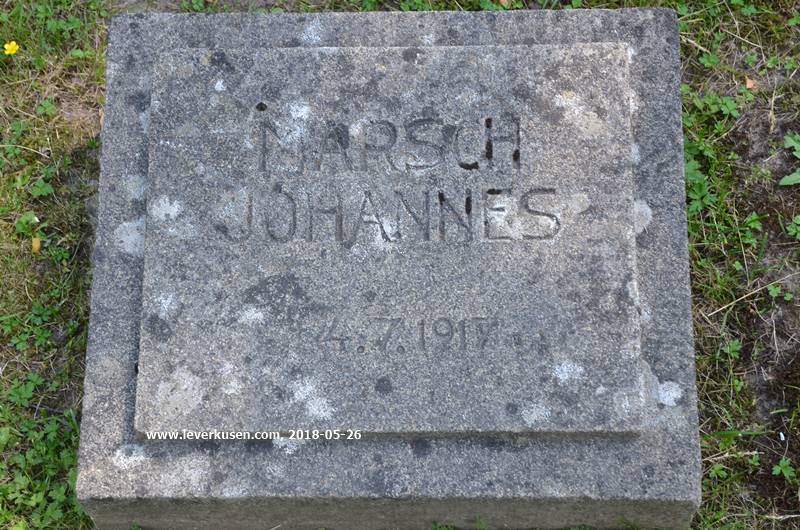 MARSCH
JOHANNES
4.7.1917
www.leverkusen.com, 2018-05-26